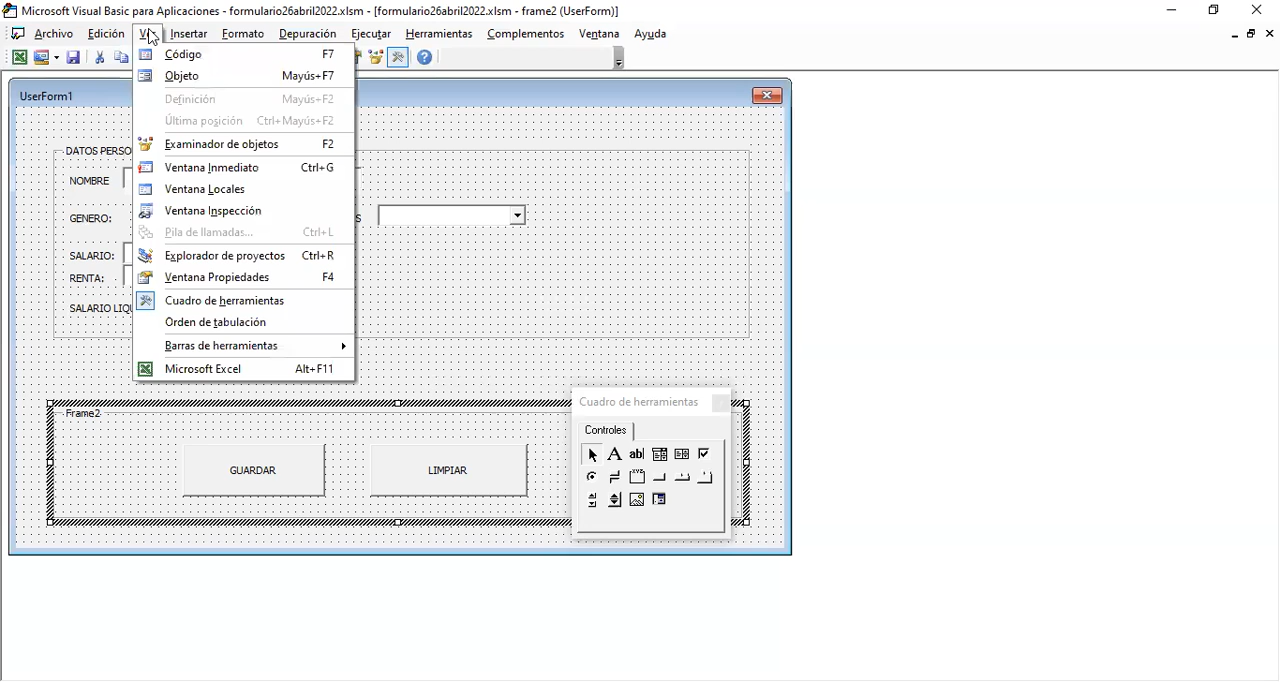 Microsoft Visual Basic para Aplicaciones - formulario26abril2022.xlsm - [formulario26abril2022.xlsm - frame2 (UserForm)]
Archivo Edición Insertar Formato Depuración Ejecutar Herramientas Complementos Ventana Ayuda
Código F7
Objeto Mayús+F7
Definición Mayús+F2
Última posición Ctrl+Mayús+F2
Examinador de objetos F2
Ventana Inmediato Ctrl+G
Ventana Locales
Ventana Inspección
Pila de llamadas... Ctrl+L
Explorador de proyectos Ctrl+R
Ventana Propiedades F4
Cuadro de herramientas
Orden de tabulación
Barras de herramientas
Microsoft Excel Alt+F11
UserForm1
DATOS PERSO
NOMBRE
GENERO:
S
SALARIO:
RENTA:
SALARIO LIQU
Frame2
GUARDAR
LIMPIAR
Cuadro de herramientas
Controles
A ab|